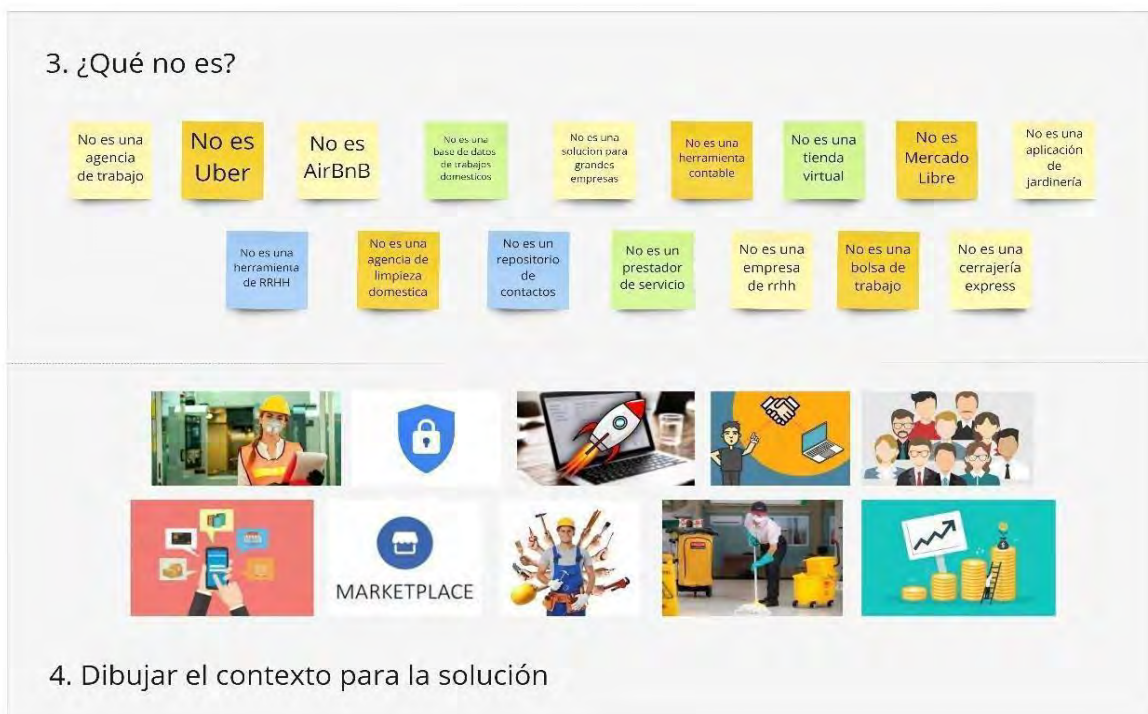 3. ¿Qué no es?
No es una
agencia
de trabajo
No es
Uber
No es
AirBnB
No es una
base de datos
de trabajos
domesticos
No es una
solucion para
grandes
empresas
No es una
herramienta
contable
No es una
tienda
virtual
No es
Mercado
Libre
No es una
aplicación
de
jardinería
No es una
herramienta
de RRHH
No es una
agencia de
limpieza
domestica
No es un
repositorio
de
contactos
No es un
prestador
de servicio
No es una
empresa
de rrhh
No es una
bolsa de
trabajo
No es una
cerrajería
express
MARKETPLACE
4. Dibujar el contexto para la solución